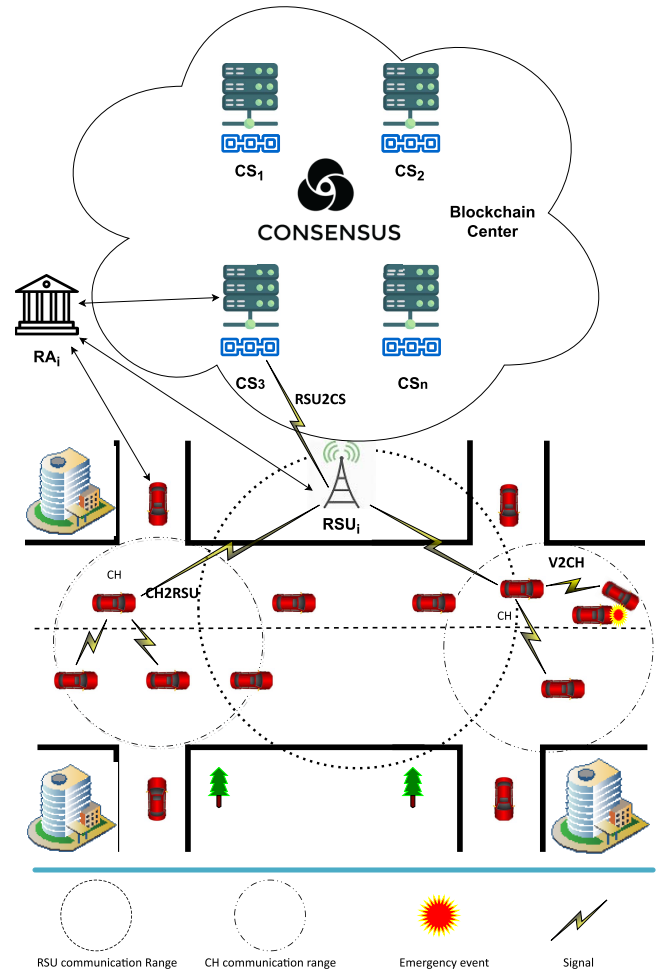 CS1
CS2
CONSENSUS
Blockchain
Center
RAi
CS3
CSn
RSU2CS
RSUi
CH
CH2RSU
V2CH
CH
RSU communication Range
CH communication range
Emergency event
Signal